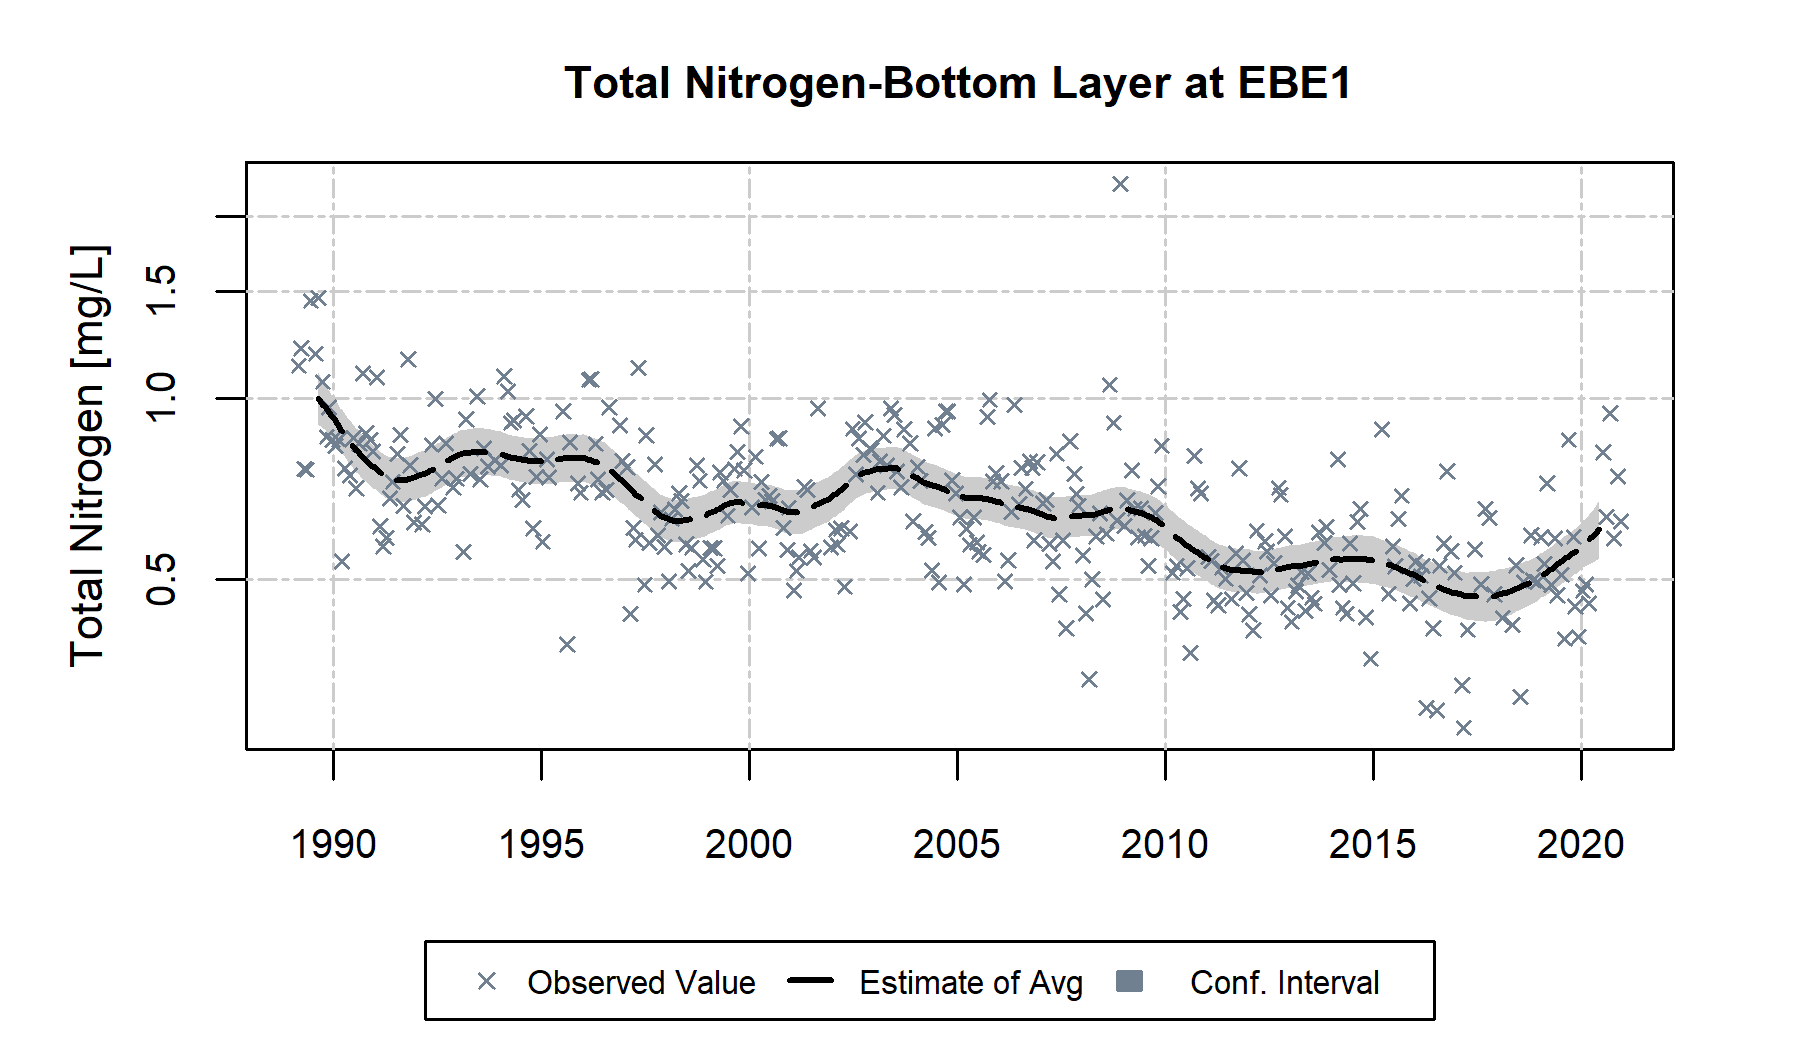 Total Nitrogen-Bottom Layer at EBE1
Total Nitrogen [mg/L]
1.5
1.0
0.5
1990 1995 2000 2005 2010 2015 2020
Observed Value Estimate of Avg Conf. Interval